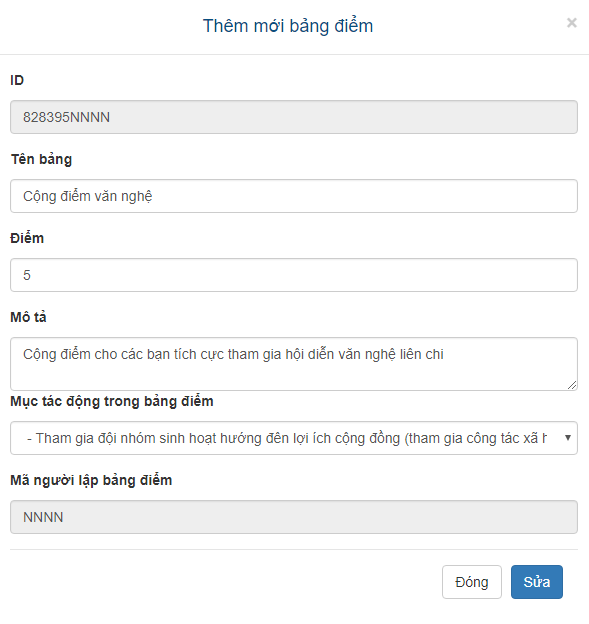 Thêm mới bảng điểm ×
ID
828395NNNN
Tên bảng
Cộng điểm văn nghệ
Điểm
5
Mô tả
Cộng điểm cho các bạn tích cực tham gia hội diễn văn nghệ liên chi
Mục tác động trong bảng điểm
- Tham gia đội nhóm sinh hoạt hướng đên lợi ích cộng đồng (tham gia công tác xã h
Mã người lập bảng điểm
NNNN
Đóng Sửa